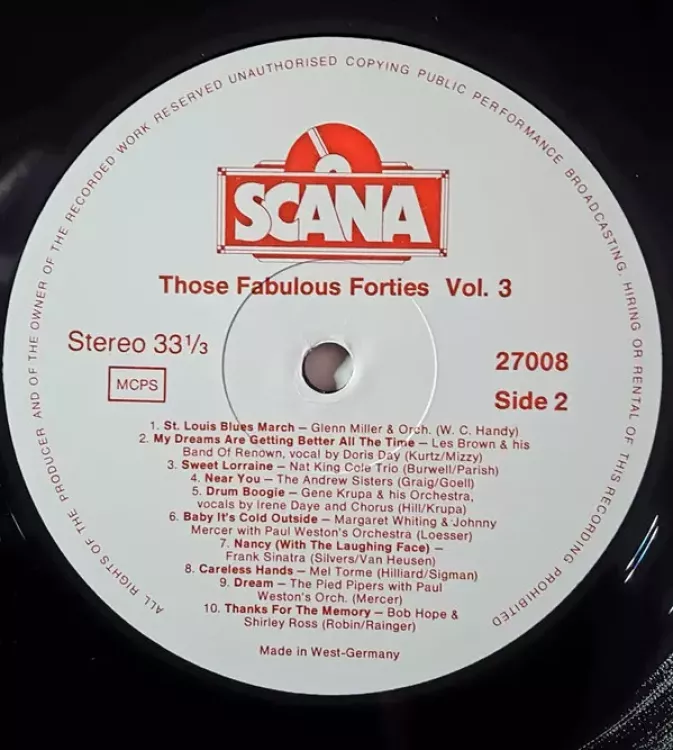 ALL RIGHTS OF THE PRODUCER AND OF THE OWNER OF THE RECORDED WORK RESERVED UNAUTHORISED COPYING PUBLIC PERFORMANCE BROADCASTING. HIRING OR RENTAL OF THIS RECORDING PROHIBITED
SCANA
Those Fabulous Forties Vol. 3
Stereo 33 1/3
MCPS
27008
Side 2
1. St. Louis Blues March – Glenn Miller & Orch. (W. C. Handy)
2. My Dreams Are Getting Better All The Time – Les Brown & his
Band Of Renown, vocal by Doris Day (Kurtz/Mizzy)
3. Sweet Lorraine – Nat King Cole Trio (Burwell/Parish)
4. Near You – The Andrew Sisters (Graig/Goell)
5. Drum Boogie – Gene Krupa & his Orchestra,
vocals by Irene Daye and Chorus (Hill/Krupa)
6. Baby It's Cold Outside – Margaret Whiting & Johnny
Mercer with Paul Weston's Orchestra (Loesser)
7. Nancy (With The Laughing Face) –
Frank Sinatra (Silvers/Van Heusen)
8. Careless Hands – Mel Torme (Hilliard/Sigman)
9. Dream – The Pied Pipers with Paul
Weston's Orch. (Mercer)
10. Thanks For The Memory – Bob Hope &
Shirley Ross (Robin/Rainger)
Made in West-Germany